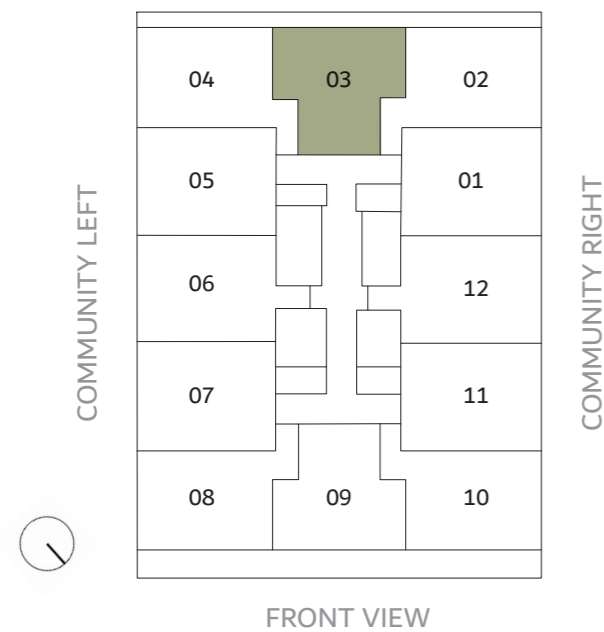 04 03 02
05 01
COMMUNITY LEFT
COMMUNITY RIGHT
06 12
07 11
08 09 10
FRONT VIEW